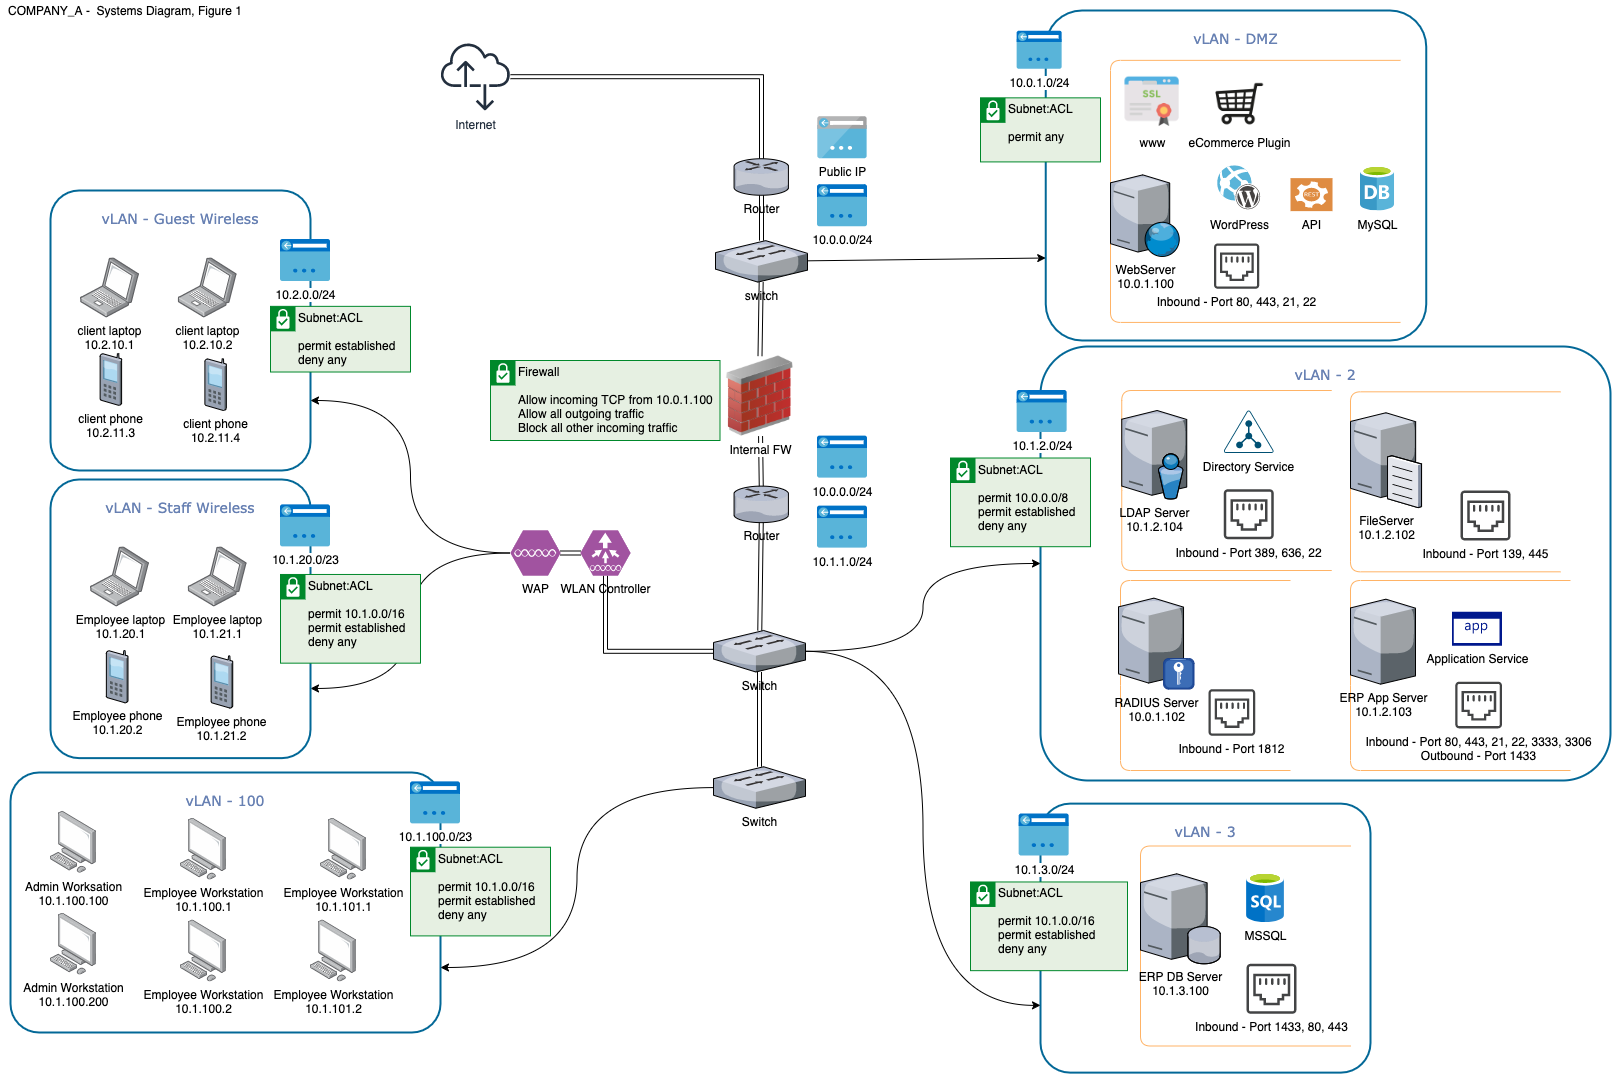 COMPANY_A -  Systems Diagram, Figure 1
Internet
Public IP
Router
10.0.0.0/24
switch
Firewall
Allow incoming TCP from 10.0.1.100
Allow all outgoing traffic
Block all other incoming traffic
Internal FW
10.0.0.0/24
Router
10.1.1.0/24
WAP
WLAN Controller
Switch
Switch
vLAN - Guest Wireless
10.2.0.0/24
Subnet:ACL
permit established
deny any
client laptop
10.2.10.1
client laptop
10.2.10.2
client phone
10.2.11.3
client phone
10.2.11.4
vLAN - Staff Wireless
10.1.20.0/23
Subnet:ACL
permit 10.1.0.0/16
permit established
deny any
Employee laptop
10.1.20.1
Employee laptop
10.1.21.1
Employee phone
10.1.20.2
Employee phone
10.1.21.2
vLAN - 100
10.1.100.0/23
Subnet:ACL
permit 10.1.0.0/16
permit established
deny any
Admin Worksation
10.1.100.100
Employee Workstation
10.1.100.1
Employee Workstation
10.1.101.1
Admin Workstation
10.1.100.200
Employee Workstation
10.1.100.2
Employee Workstation
10.1.101.2
vLAN - DMZ
10.0.1.0/24
Subnet:ACL
permit any
SSL
www
eCommerce Plugin
WordPress
REST
API
DB
MySQL
WebServer
10.0.1.100
Inbound - Port 80, 443, 21, 22
vLAN - 2
10.1.2.0/24
Subnet:ACL
permit 10.0.0.0/8
permit established
deny any
Directory Service
LDAP Server
10.1.2.104
Inbound - Port 389, 636, 22
FileServer
10.1.2.102
Inbound - Port 139, 445
RADIUS Server
10.0.1.102
Inbound - Port 1812
app
Application Service
ERP App Server
10.1.2.103
Inbound - Port 80, 443, 21, 22, 3333, 3306
Outbound - Port 1433
vLAN - 3
10.1.3.0/24
Subnet:ACL
permit 10.1.0.0/16
permit established
deny any
SQL
MSSQL
ERP DB Server
10.1.3.100
Inbound - Port 1433, 80, 443